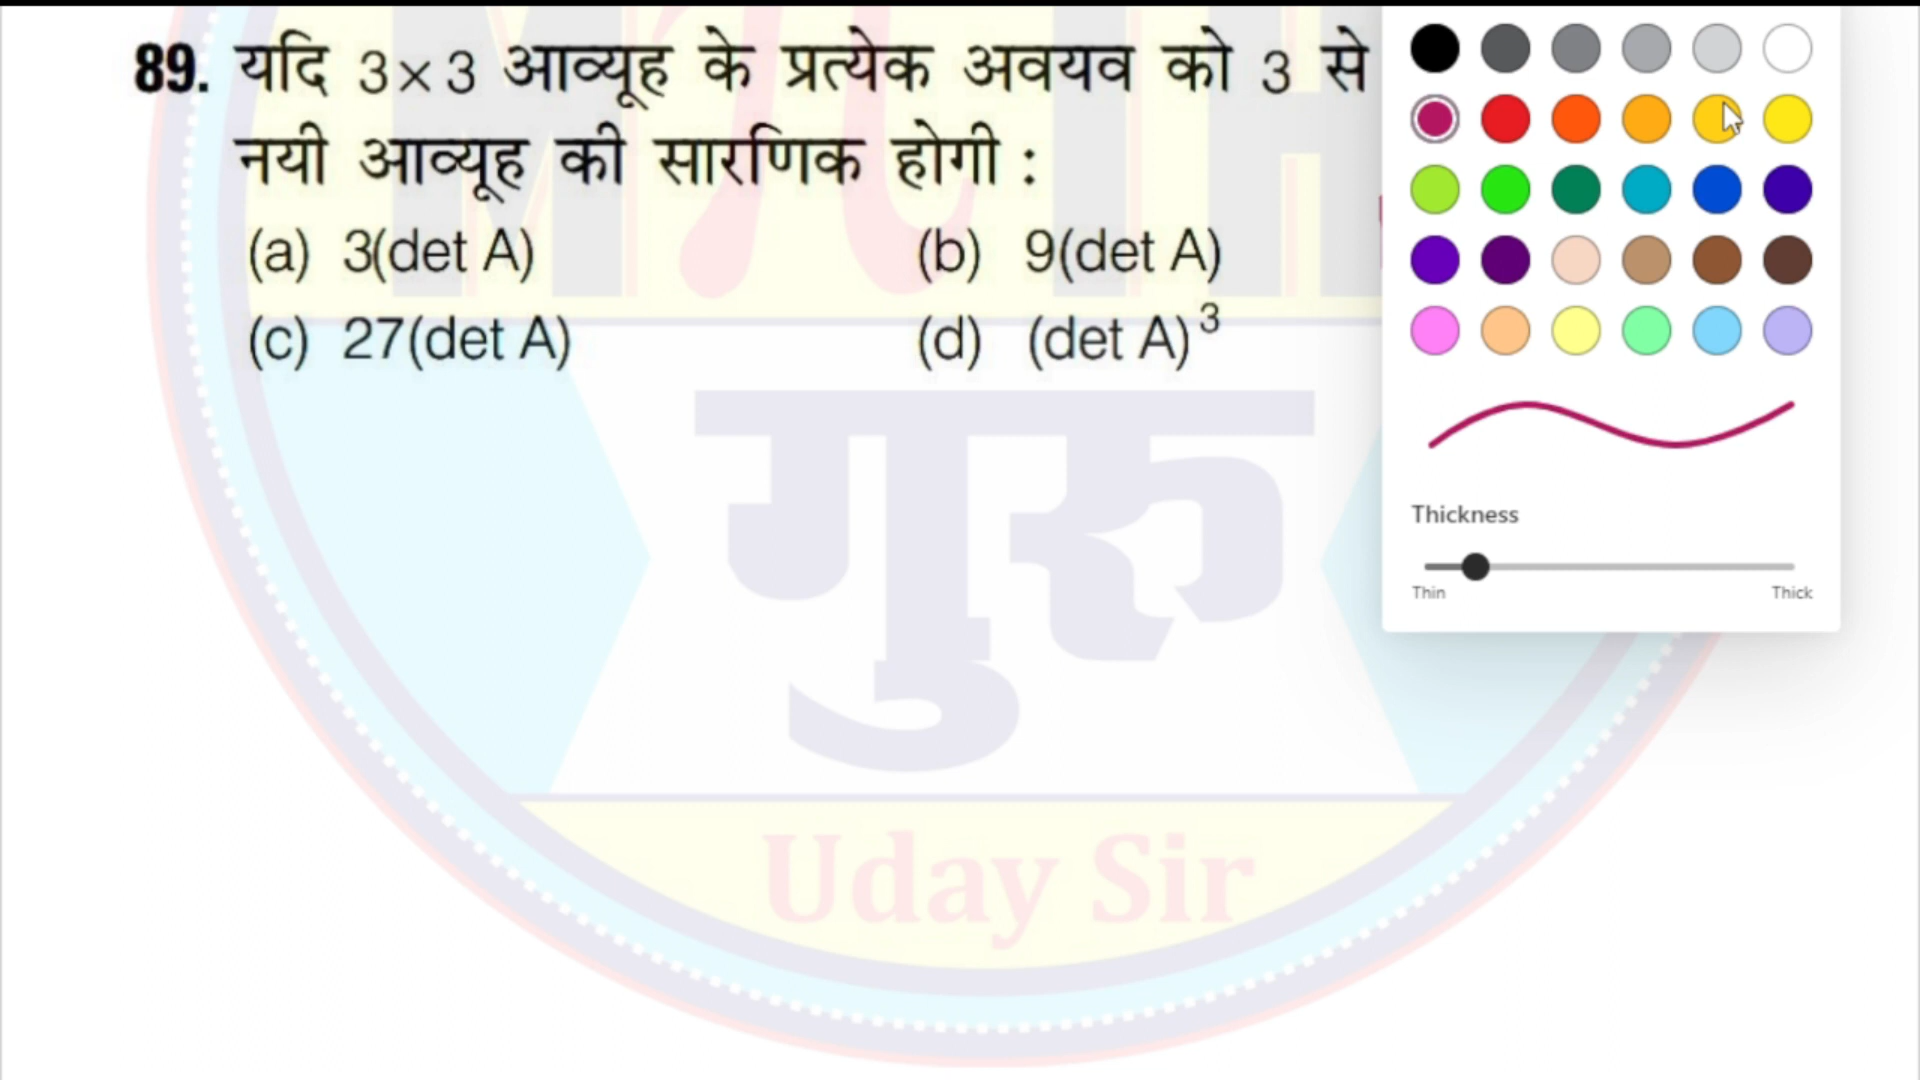 89. यदि 3×3 आव्यूह के प्रत्येक अवयव को 3 से
नयी आव्यूह की सारणिक होगी :
(a) 3(det A) (b) 9(det A)
(c) 27(det A) (d) (det A)³
गुरु
Uday Sir
Thickness
Thin Thick